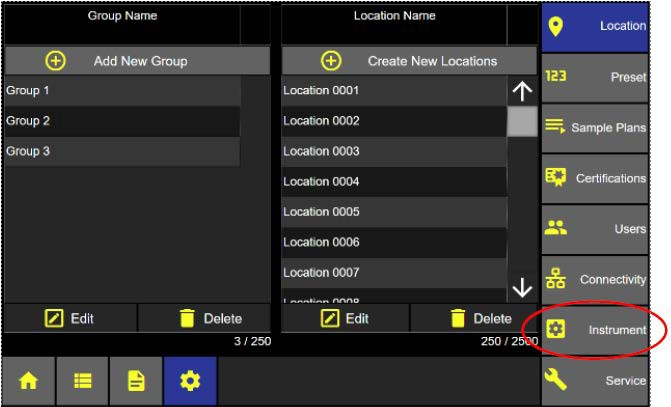 Group Name
Location Name
Location
Add New Group
Create New Locations
123 Preset
Group 1
Location 0001
Group 2
Location 0002
Sample Plans
Group 3
Location 0003
Location 0004
Certifications
Location 0005
Users
Location 0006
Location 0007
Connectivity
Location 0008
Edit
Delete
Edit
Delete
Instrument
3 / 250
250 / 2500
Service